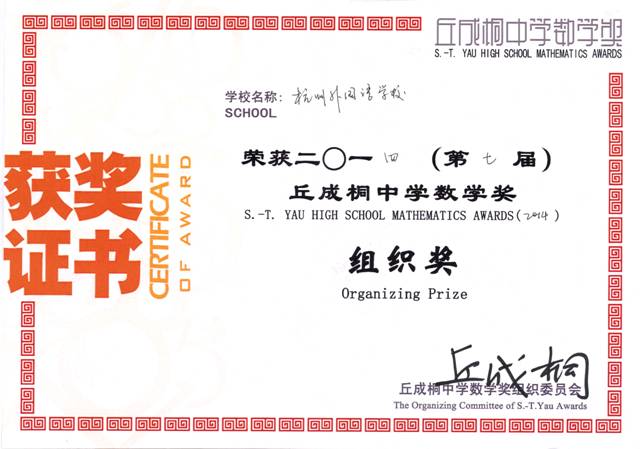 丘成桐中学数学奖
S.-T. YAU HIGH SCHOOL MATHEMATICS AWARDS
学校名称：杭州外国语学校
SCHOOL
获奖
证书
CERTIFICATE
OF AWARD
荣获二〇一四（第七届）
丘成桐中学数学奖
S.-T. YAU HIGH SCHOOL MATHEMATICS AWARDS(2014)
组织奖
Organizing Prize
丘成桐
丘成桐中学数学奖组织委员会
The Organizing Committee of S.-T.Yau Awards